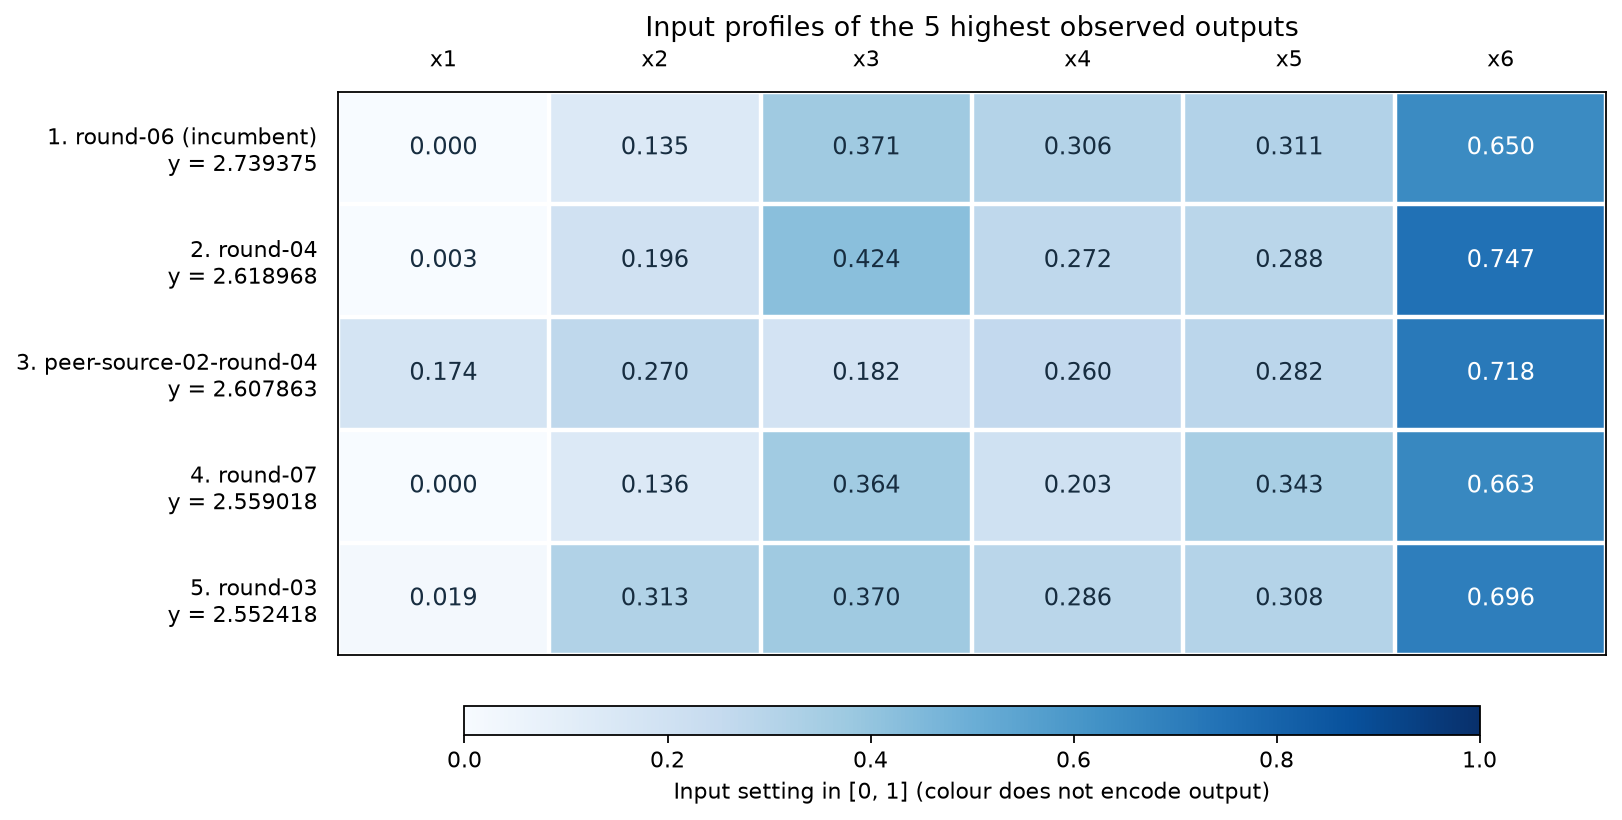 Input profiles of the 5 highest observed outputs
x1 x2 x3 x4 x5 x6
1. round-06 (incumbent)
y = 2.739375
0.000 0.135 0.371 0.306 0.311 0.650
2. round-04
y = 2.618968
0.003 0.196 0.424 0.272 0.288 0.747
3. peer-source-02-round-04
y = 2.607863
0.174 0.270 0.182 0.260 0.282 0.718
4. round-07
y = 2.559018
0.000 0.136 0.364 0.203 0.343 0.663
5. round-03
y = 2.552418
0.019 0.313 0.370 0.286 0.308 0.696
0.0 0.2 0.4 0.6 0.8 1.0
Input setting in [0, 1] (colour does not encode output)